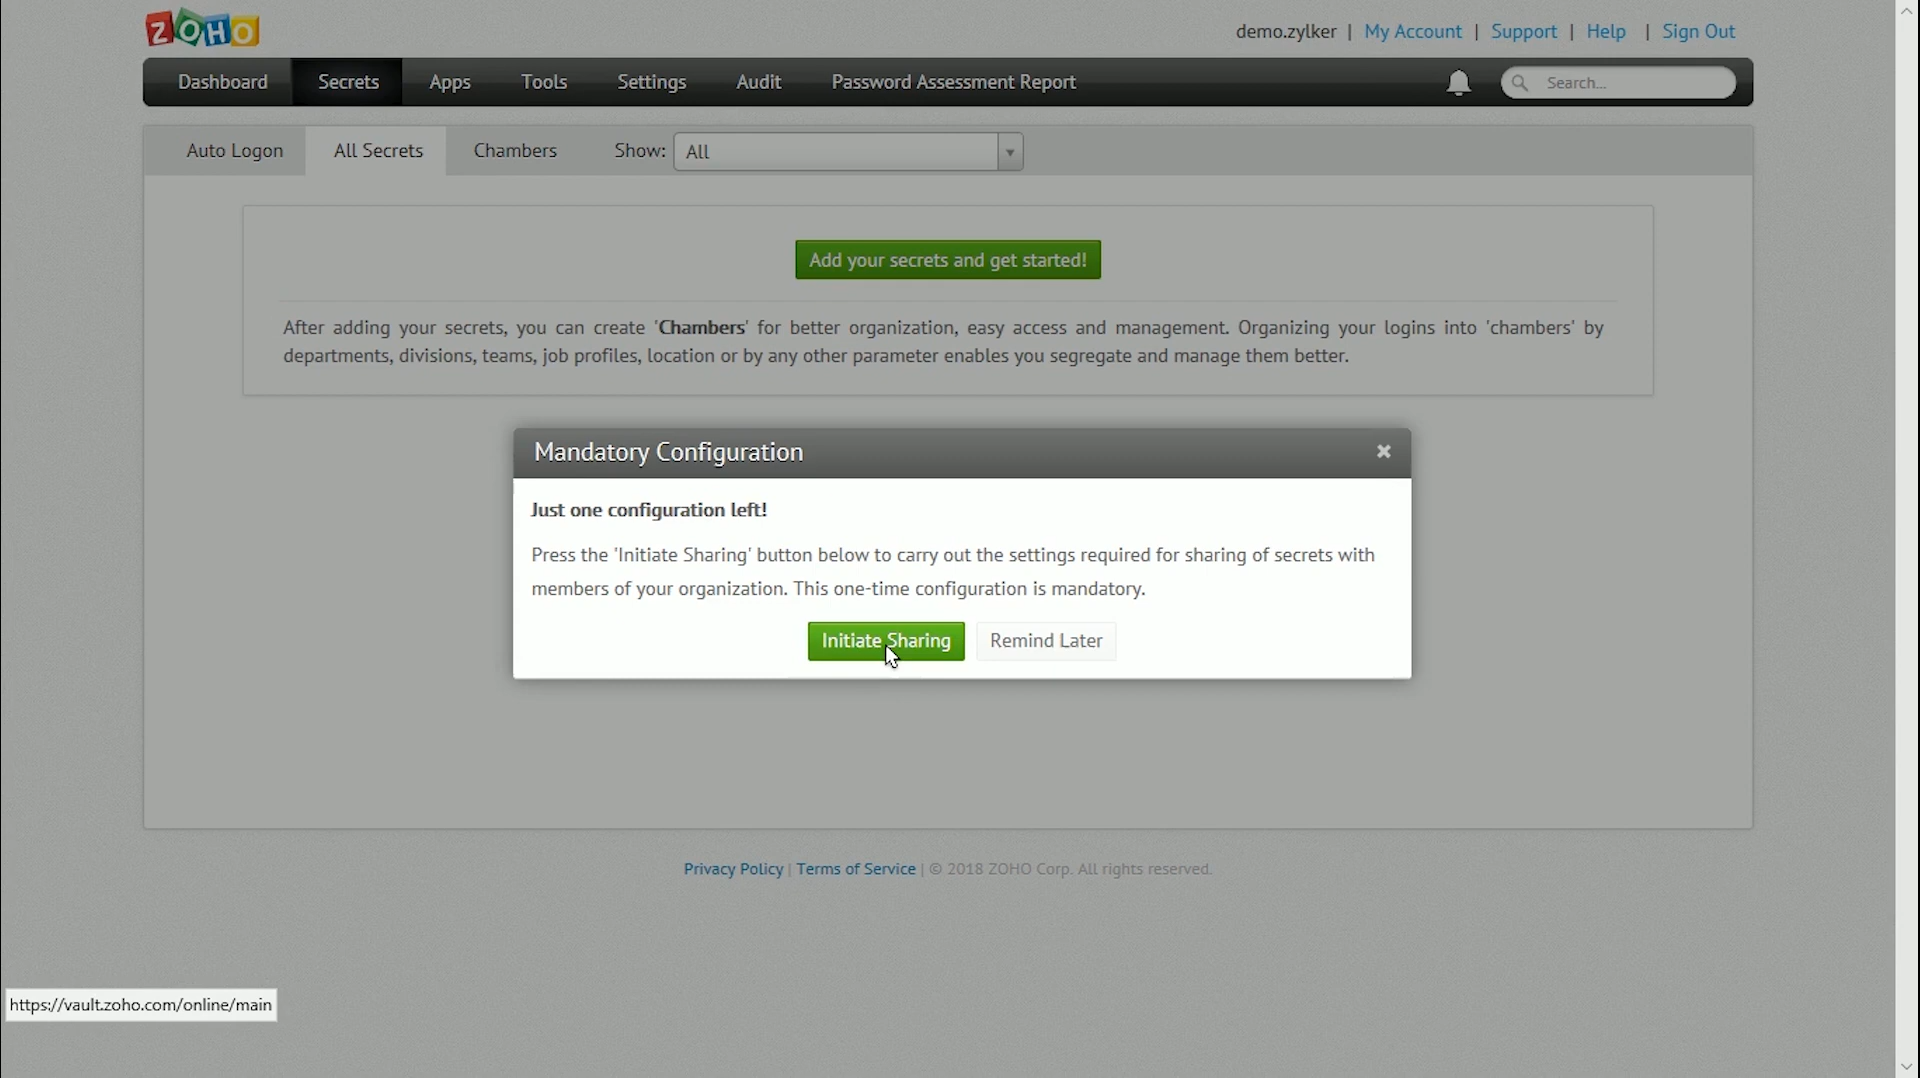 ZOHO
demo.zylker | My Account | Support | Help | Sign Out
Dashboard Secrets Apps Tools Settings Audit Password Assessment Report Search...
Auto Logon All Secrets Chambers Show: All
Add your secrets and get started!
After adding your secrets, you can create 'Chambers' for better organization, easy access and management. Organizing your logins into 'chambers' by
departments, divisions, teams, job profiles, location or by any other parameter enables you segregate and manage them better.
Mandatory Configuration
Just one configuration left!
Press the 'Initiate Sharing' button below to carry out the settings required for sharing of secrets with
members of your organization. This one-time configuration is mandatory.
Initiate Sharing Remind Later
Privacy Policy | Terms of Service | © 2018 ZOHO Corp. All rights reserved.
https://vault.zoho.com/online/main